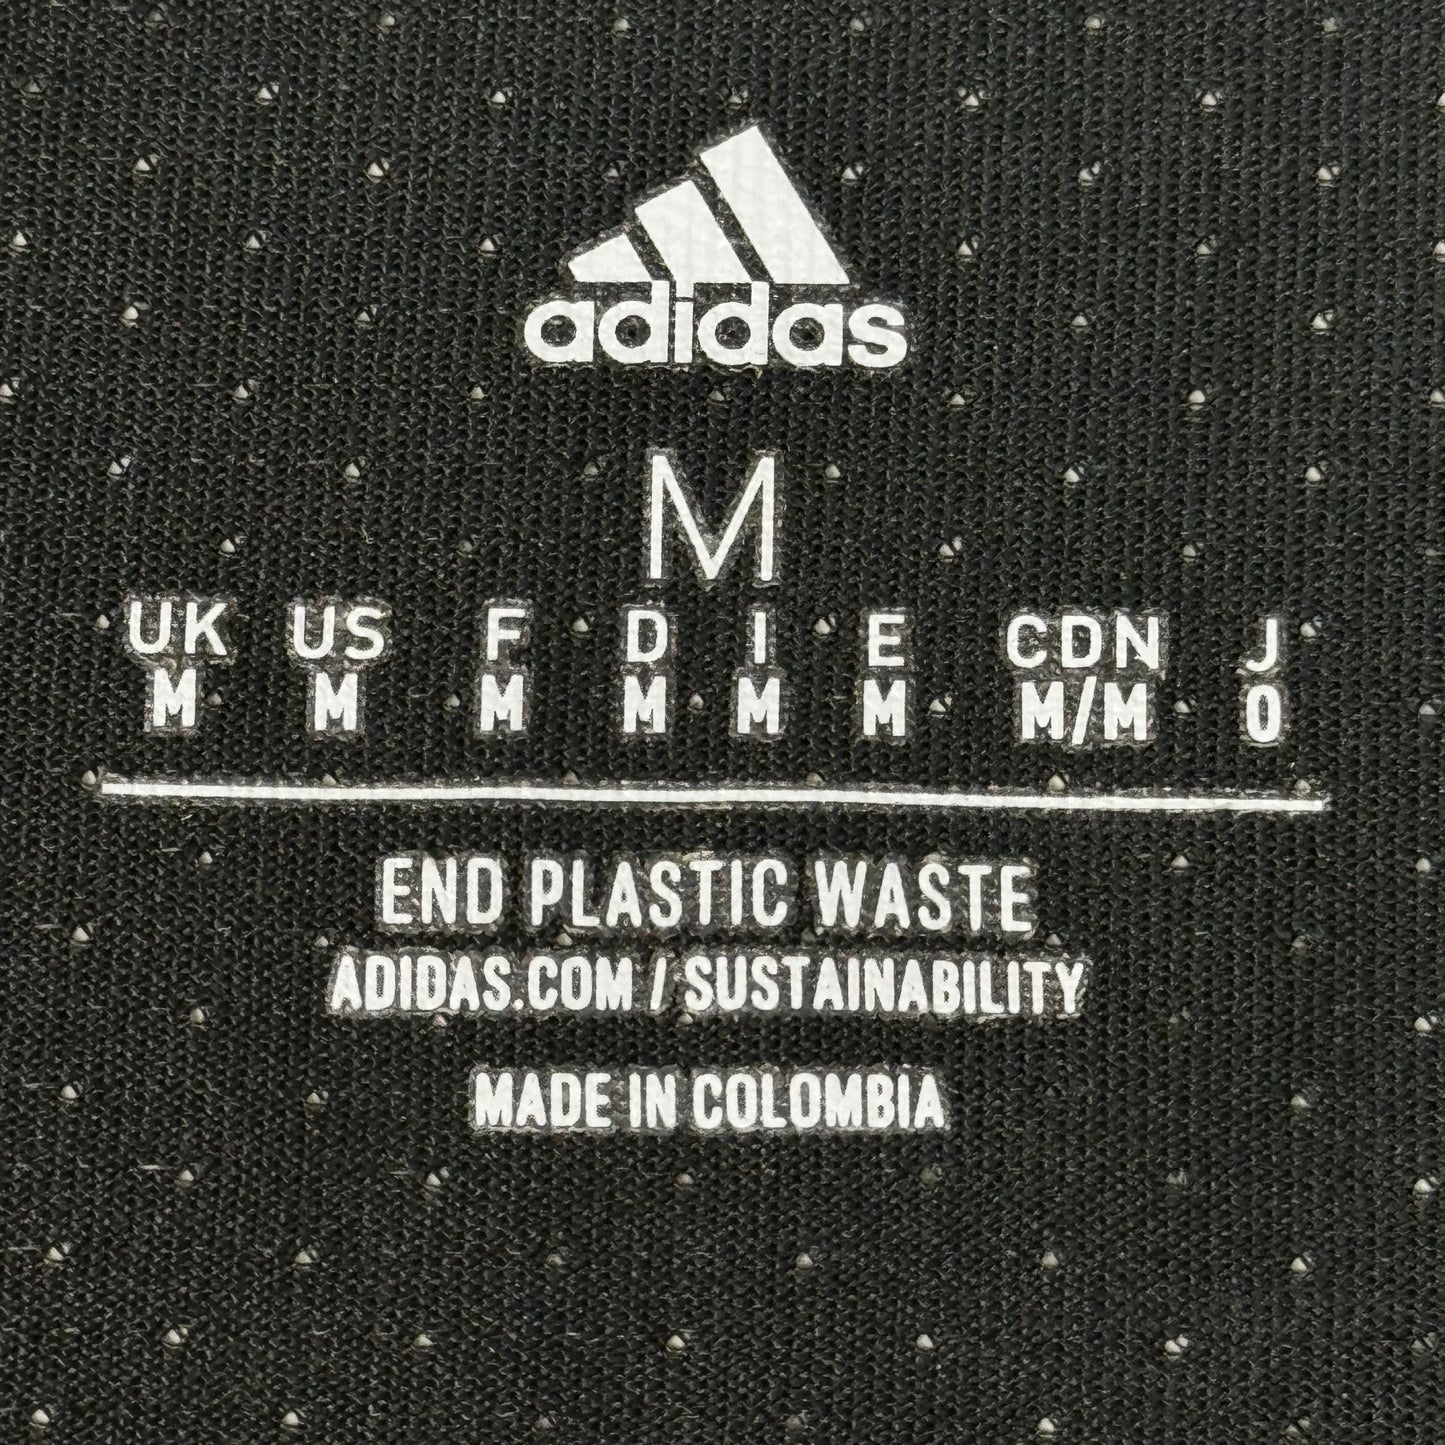 adidas
M
UK US F D I E CDN J
M M M M M M M/M O
END PLASTIC WASTE
ADIDAS.COM / SUSTAINABILITY
MADE IN COLOMBIA